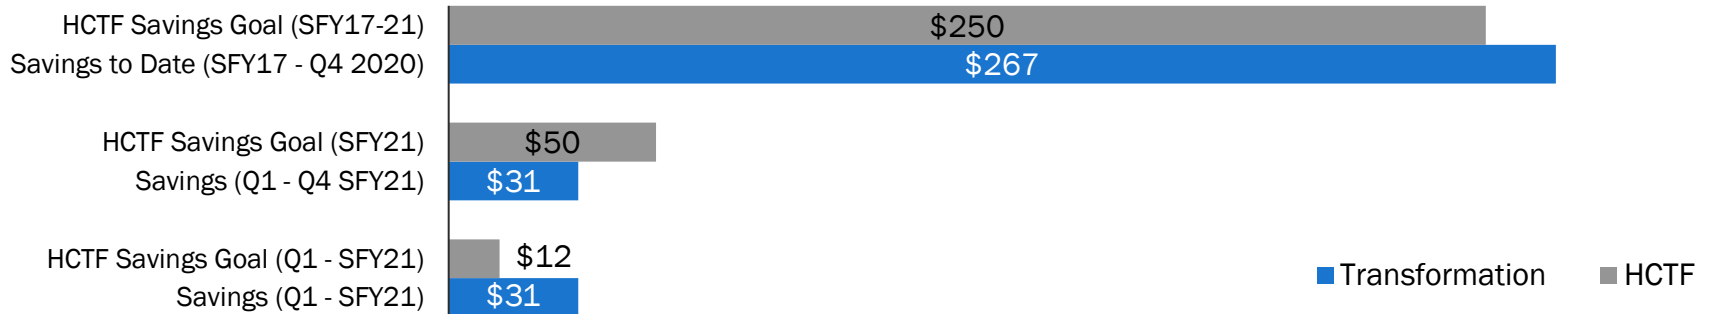 HCTF Savings Goal (SFY17-21) $250
Savings to Date (SFY17 - Q4 2020) $267
HCTF Savings Goal (SFY21) $50
Savings (Q1 - Q4 SFY21) $31
HCTF Savings Goal (Q1 - SFY21) $12
Savings (Q1 - SFY21) $31
Transformation HCTF